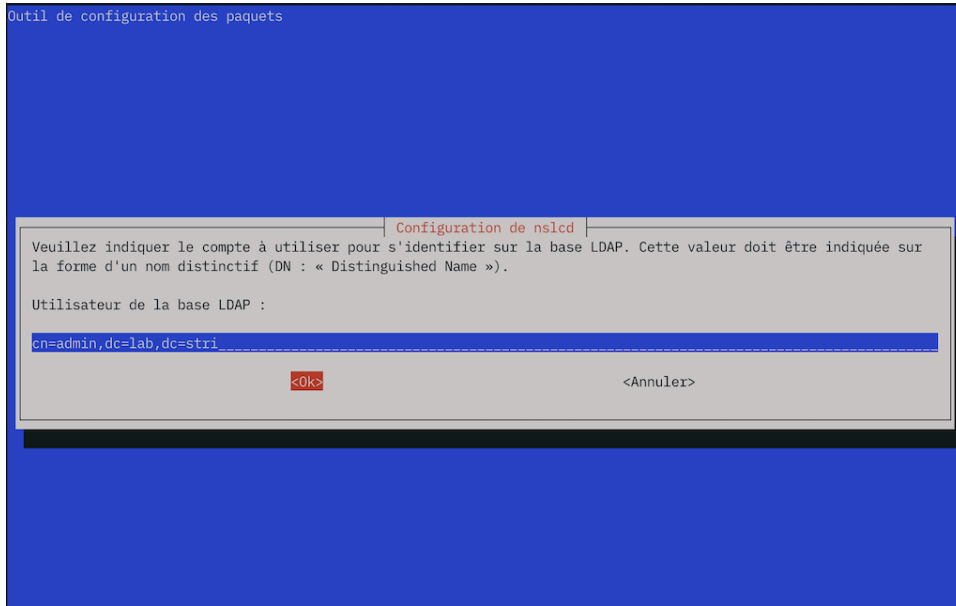 Outil de configuration des paquets
Configuration de nslcd
Veuillez indiquer le compte à utiliser pour s'identifier sur la base LDAP. Cette valeur doit être indiquée sur
la forme d'un nom distinctif (DN : « Distinguished Name »).
Utilisateur de la base LDAP :
cn=admin,dc=lab,dc=stri
<Ok> <Annuler>